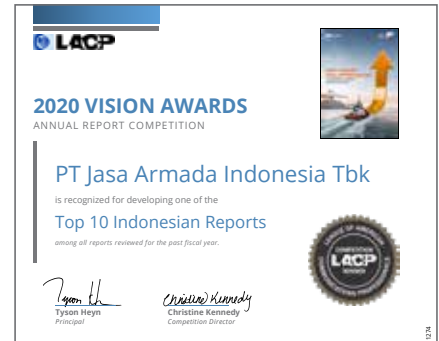 LACP
2020 VISION AWARDS
ANNUAL REPORT COMPETITION
PT Jasa Armada Indonesia Tbk
is recognized for developing one of the
Top 10 Indonesian Reports
among all reports reviewed for the past fiscal year.
Tyson Heyn
Principal
Christine Kennedy
Competition Director
LACP
1274